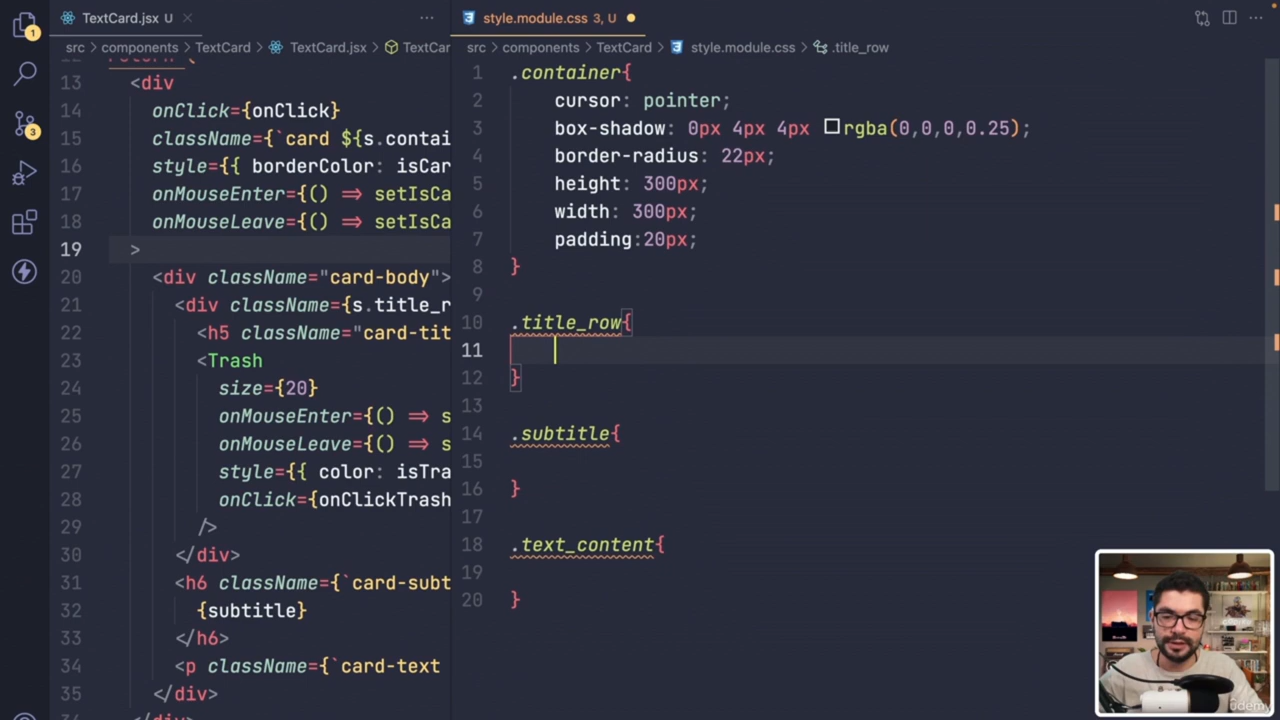 TextCard.jsx U
style.module.css 3, U
src > components > TextCard > TextCard.jsx > TextCar
src > components > TextCard > style.module.css > .title_row
1
3
13 <div
14 onClick={onClick}
15 className={`card ${s.contai
16 style={{ borderColor: isCar
17 onMouseEnter={() => setIsCa
18 onMouseLeave={() => setIsCa
19 >
20 <div className="card-body">
21 <div className={s.title_r
22 <h5 className="card-tit
23 <Trash
24 size={20}
25 onMouseEnter={() => s
26 onMouseLeave={() => s
27 style={{ color: isTra
28 onClick={onClickTrash
29 />
30 </div>
31 <h6 className={`card-subt
32 {subtitle}
33 </h6>
34 <p className={`card-text
35 </div>
1 .container{
2 cursor: pointer;
3 box-shadow: 0px 4px 4px rgba(0,0,0,0.25);
4 border-radius: 22px;
5 height: 300px;
6 width: 300px;
7 padding:20px;
8 }
9
10 .title_row{
11
12 }
13
14 .subtitle{
15
16 }
17
18 .text_content{
19
20 }
udemy